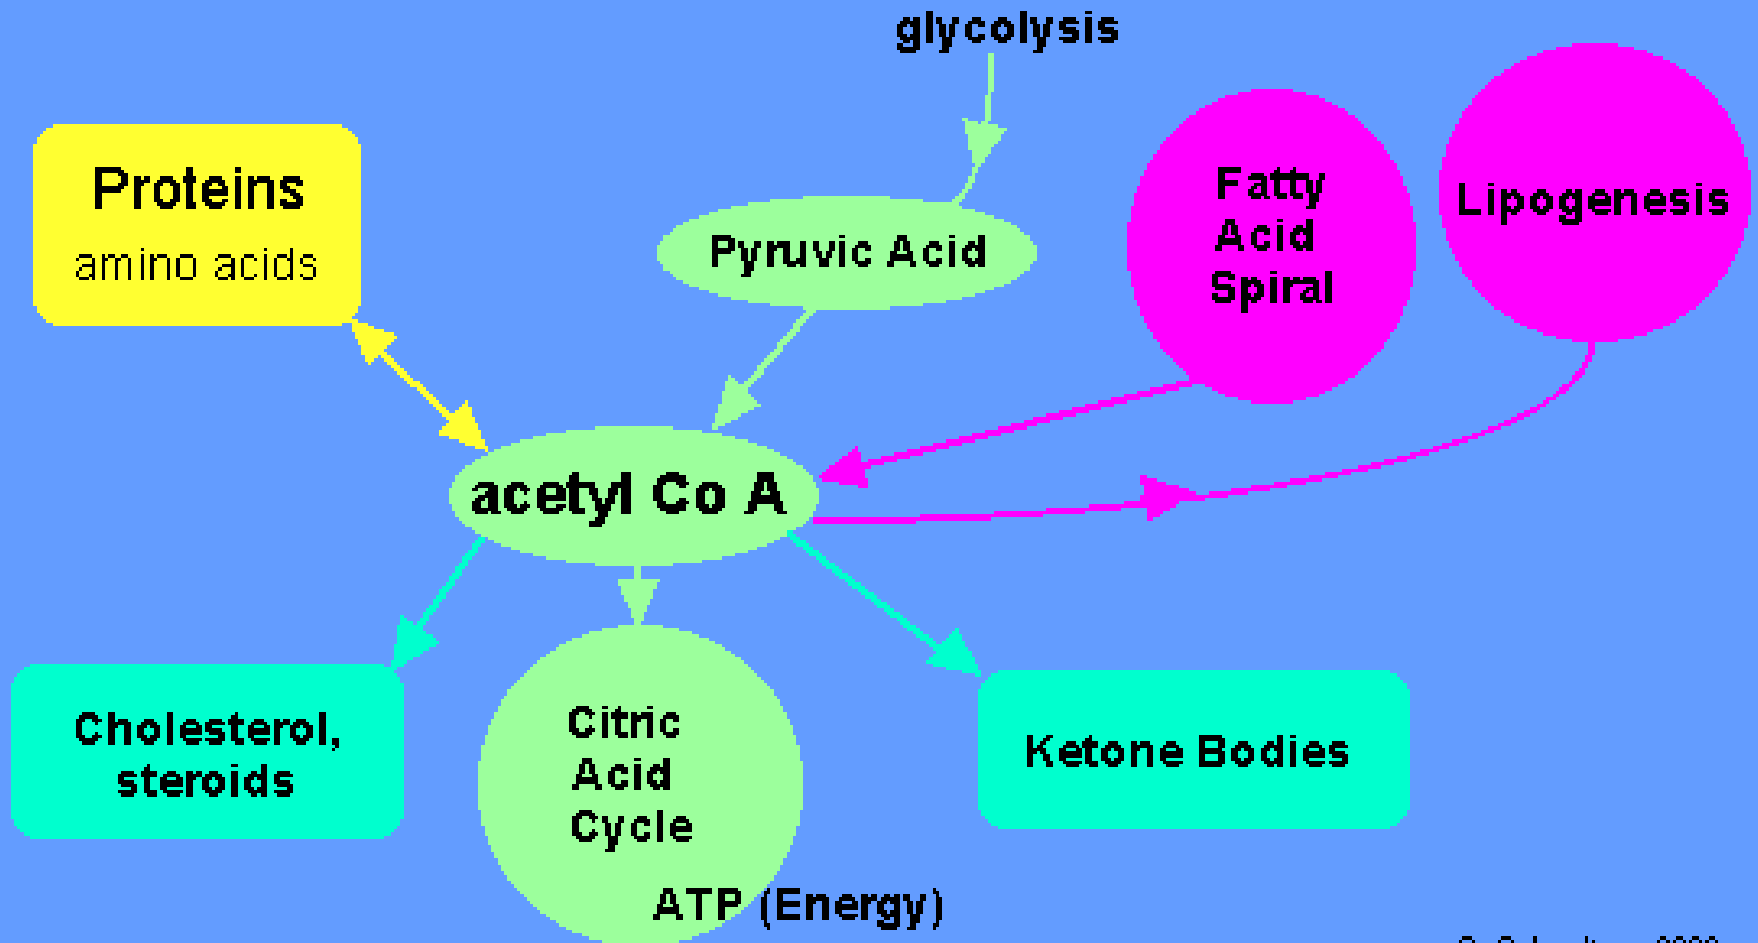 glycolysis
Proteins
amino acids
Pyruvic Acid
Fatty
Acid
Spiral
Lipogenesis
acetyl Co A
Cholesterol,
steroids
Citric
Acid
Cycle
Ketone Bodies
ATP (Energy)